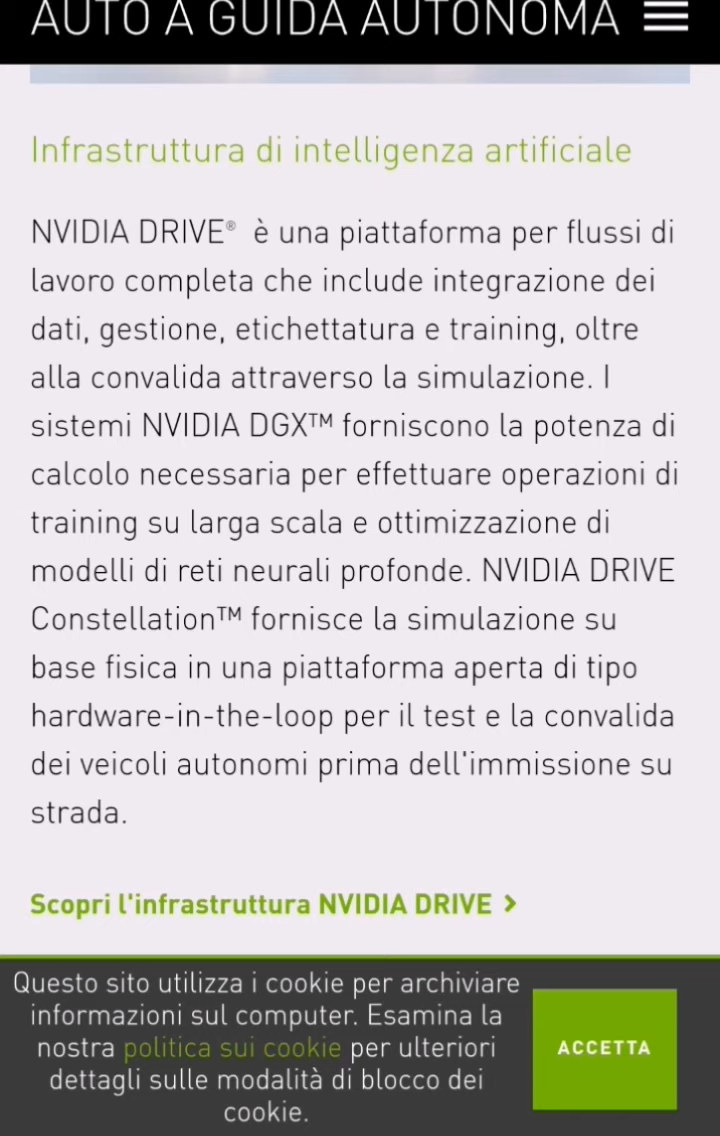 AUTO A GUIDA AUTONOMA
Infrastruttura di intelligenza artificiale
NVIDIA DRIVE® è una piattaforma per flussi di
lavoro completa che include integrazione dei
dati, gestione, etichettatura e training, oltre
alla convalida attraverso la simulazione. I
sistemi NVIDIA DGX™ forniscono la potenza di
calcolo necessaria per effettuare operazioni di
training su larga scala e ottimizzazione di
modelli di reti neurali profonde. NVIDIA DRIVE
Constellation™ fornisce la simulazione su
base fisica in una piattaforma aperta di tipo
hardware-in-the-loop per il test e la convalida
dei veicoli autonomi prima dell'immissione su
strada.
Scopri l'infrastruttura NVIDIA DRIVE >
Questo sito utilizza i cookie per archiviare
informazioni sul computer. Esamina la
nostra politica sui cookie per ulteriori
dettagli sulle modalità di blocco dei
cookie.
ACCETTA